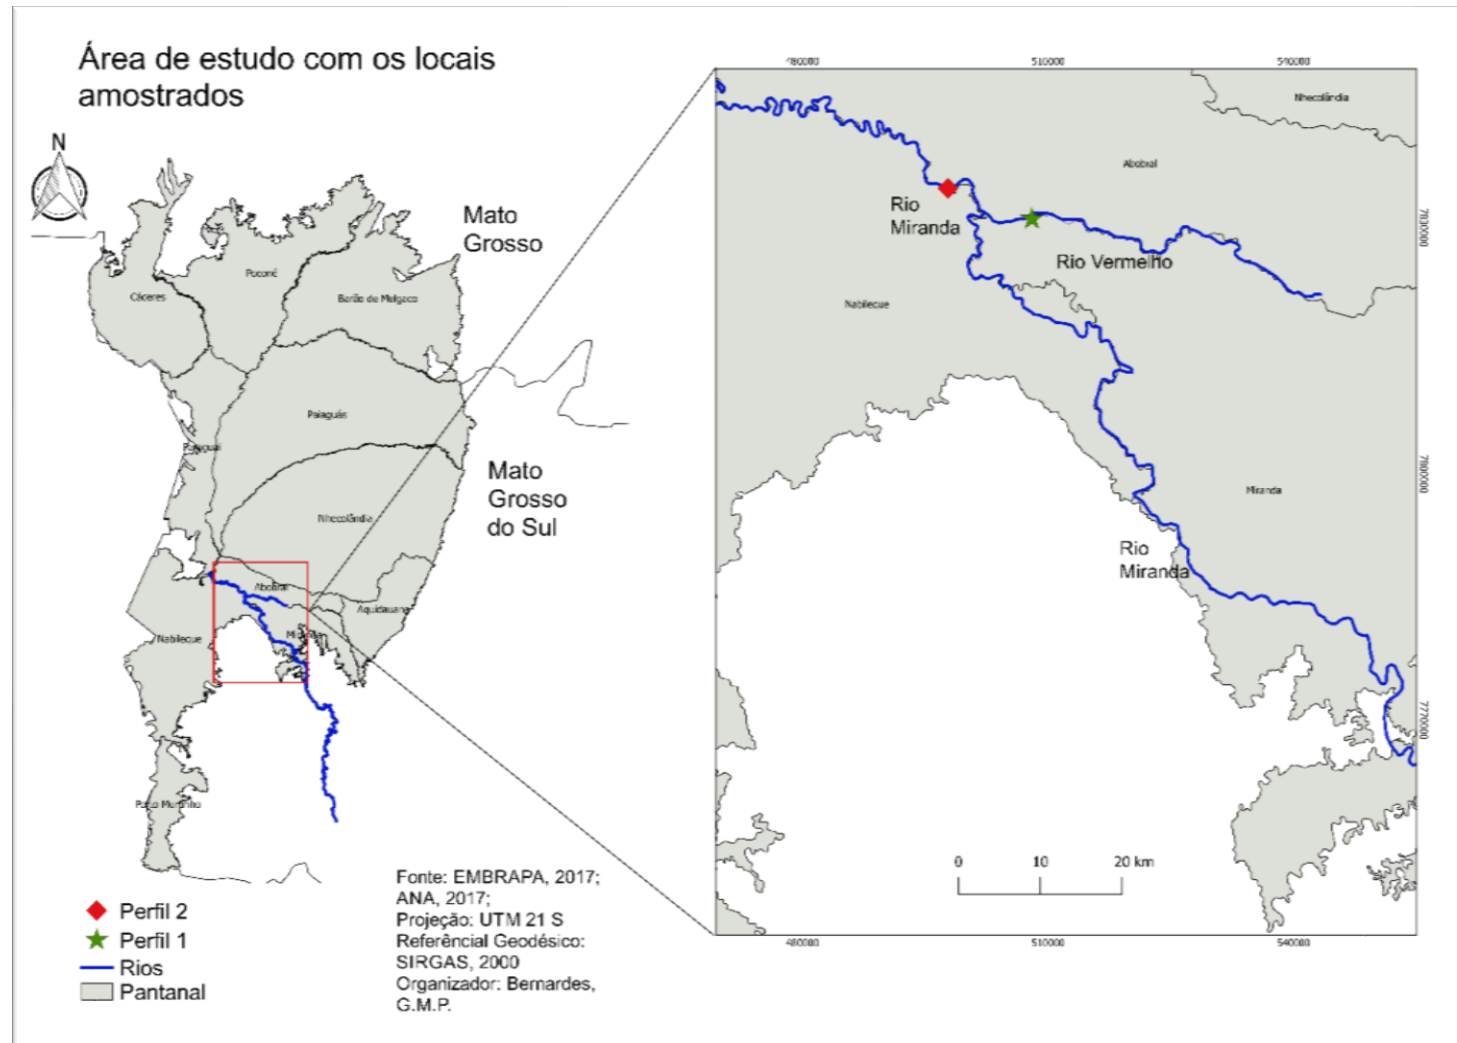 Área de estudo com os locais
amostrados
N
Mato
Grosso
Cáceres
Poconé
Barão de Melgaço
Paiaguás
Paraguai
Mato
Grosso
do Sul
Nhecolândia
Abobral
Aquidauana
Miranda
Nabileque
Porto Murtinho
480000
510000
540000
Nhecolândia
Abobral
Rio
Miranda
Rio Vermelho
Nabileque
7830000
7800000
Miranda
Rio
Miranda
7770000
0 10 20 km
480000
510000
540000
Perfil 2
Perfil 1
Rios
Pantanal
Fonte: EMBRAPA, 2017;
ANA, 2017;
Projeção: UTM 21 S
Referêncial Geodésico:
SIRGAS, 2000
Organizador: Bernardes,
G.M.P.